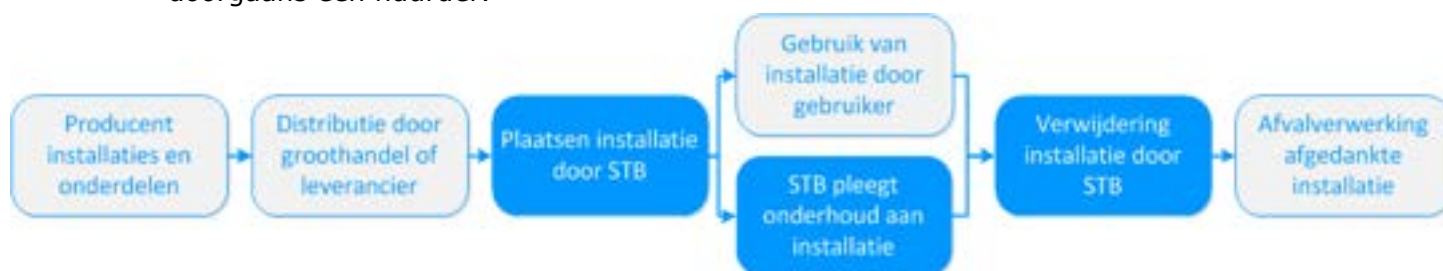 Producent
installaties en
onderdelen
Distributie door
groothandel of
leverancier
Plaatsen installatie
door STB
Gebruik van
installatie door
gebruiker
STB pleegt
onderhoud aan
installatie
Verwijdering
installatie door
STB
Afvalverwerking
afgedankte
installatie